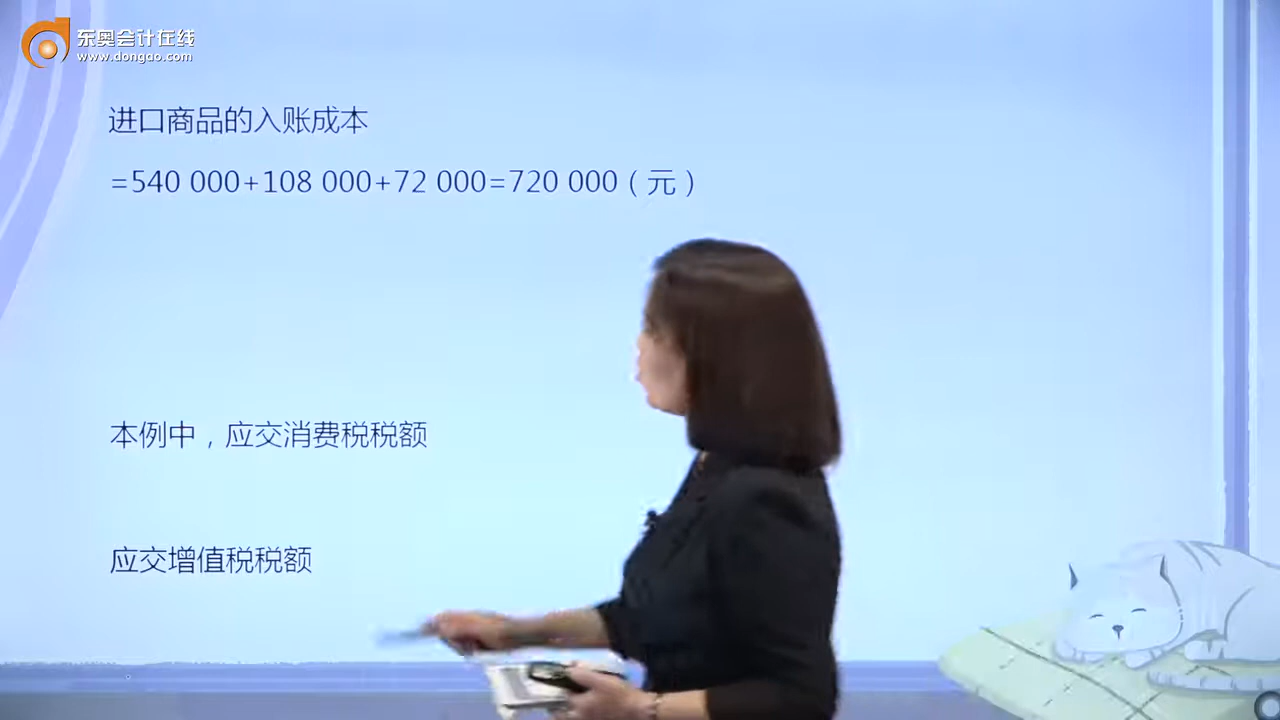 东奥会计在线
www.dongao.com
进口商品的入账成本
=540 000+108 000+72 000=720 000（元）
本例中，应交消费税税额
应交增值税税额